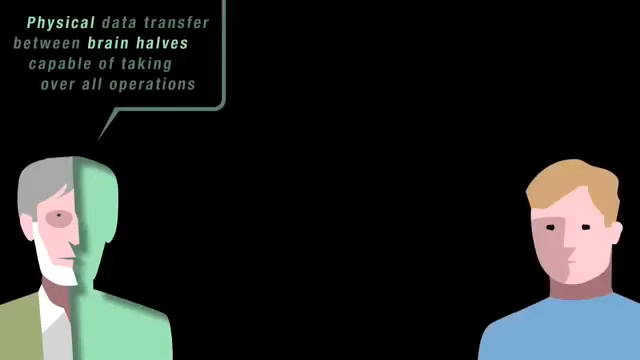 Physical data transfer
between brain halves
capable of taking
over all operations